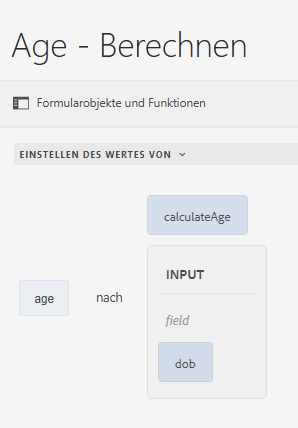 Age - Berechnen
Formularobjekte und Funktionen
EINSTELLEN DES WERTES VON
calculateAge
INPUT
age nach
field
dob